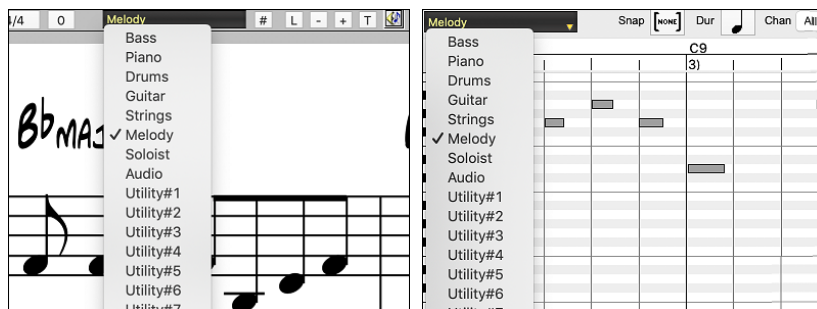 4/4 0 Melody # L - + T
Bass
Piano
Drums
Guitar
Strings
✓ Melody
Soloist
Audio
Utility#1
Utility#2
Utility#3
Utility#4
Utility#5
Utility#6
Utility#7
B♭MAJ
Melody Snap [NONE] Dur Chan All
C9
3)
Bass
Piano
Drums
Guitar
Strings
✓ Melody
Soloist
Audio
Utility#1
Utility#2
Utility#3
Utility#4
Utility#5
Utility#6